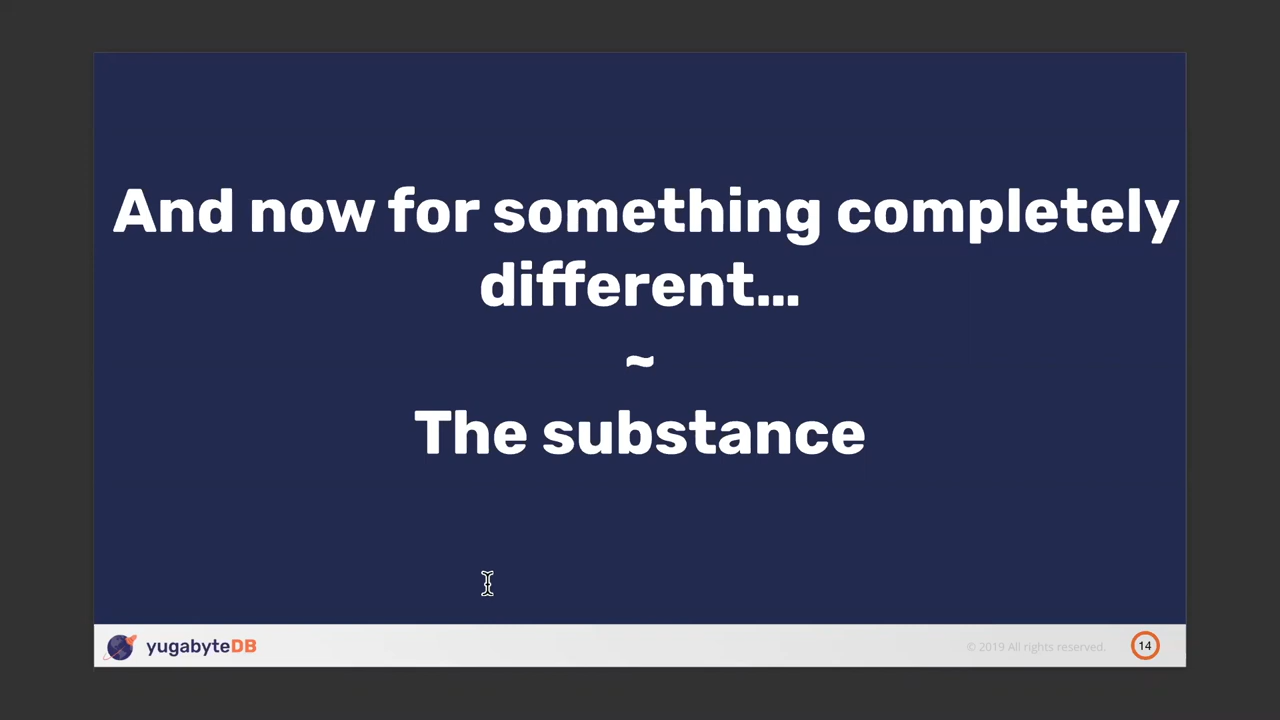 And now for something completely
different...
~
The substance
yugabyteDB
© 2019 All rights reserved.
14